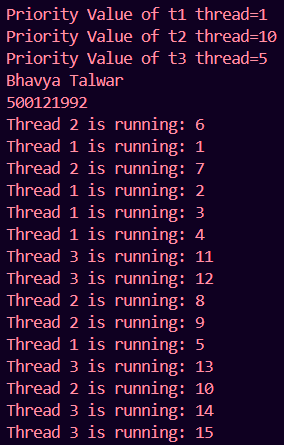 Priority Value of t1 thread=1
Priority Value of t2 thread=10
Priority Value of t3 thread=5
Bhavya Talwar
500121992
Thread 2 is running: 6
Thread 1 is running: 1
Thread 2 is running: 7
Thread 1 is running: 2
Thread 1 is running: 3
Thread 1 is running: 4
Thread 3 is running: 11
Thread 3 is running: 12
Thread 2 is running: 8
Thread 2 is running: 9
Thread 1 is running: 5
Thread 3 is running: 13
Thread 2 is running: 10
Thread 3 is running: 14
Thread 3 is running: 15